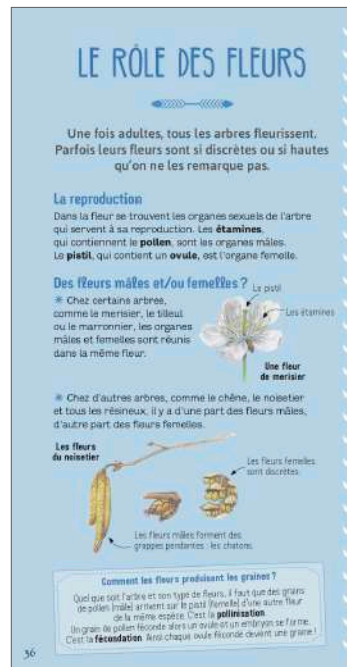 LE RÔLE DES FLEURS
Une fois adultes, tous les arbres fleurissent.
Parfois leurs fleurs sont si discrètes ou si hautes
qu'on ne les remarque pas.
La reproduction
Dans la fleur se trouvent les organes sexuels de l'arbre
qui servent à sa reproduction. Les étamines,
qui contiennent le pollen, sont les organes mâles.
Le pistil, qui contient un ovule, est l'organe femelle.
Des fleurs mâles et/ou femelles ?
Le pistil
Les étamines
✳ Chez certains arbres,
comme le merisier, le tilleul
ou le marronnier, les organes
mâles et femelles sont réunis
dans la même fleur.
Une fleur
de merisier
✳ Chez d'autres arbres, comme le chêne, le noisetier
et tous les résineux, il y a d'une part des fleurs mâles,
d'autre part des fleurs femelles.
Les fleurs
du noisetier
Les fleurs femelles
sont discrètes.
Les fleurs mâles forment des
grappes pendantes : les chatons.
Comment les fleurs produisent les graines ?
Quel que soit l'arbre et son type de fleurs, il faut que des grains
de pollen (mâle) arrivent sur le pistil (femelle) d'une autre fleur
de la même espèce. C'est la pollinisation.
Un grain de pollen féconde alors un ovule et un embryon se forme.
C'est la fécondation. Ainsi chaque ovule fécondé devient une graine !
36